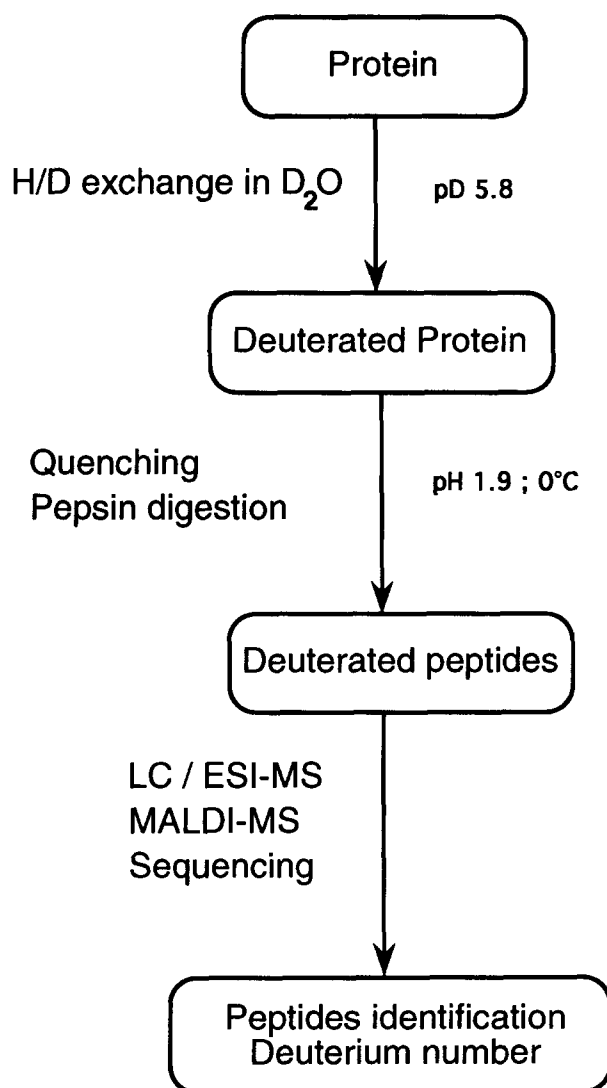 Protein
H/D exchange in D₂O
pD 5.8
Deuterated Protein
Quenching
Pepsin digestion
pH 1.9 ; 0°C
Deuterated peptides
LC / ESI-MS
MALDI-MS
Sequencing
Peptides identification
Deuterium number